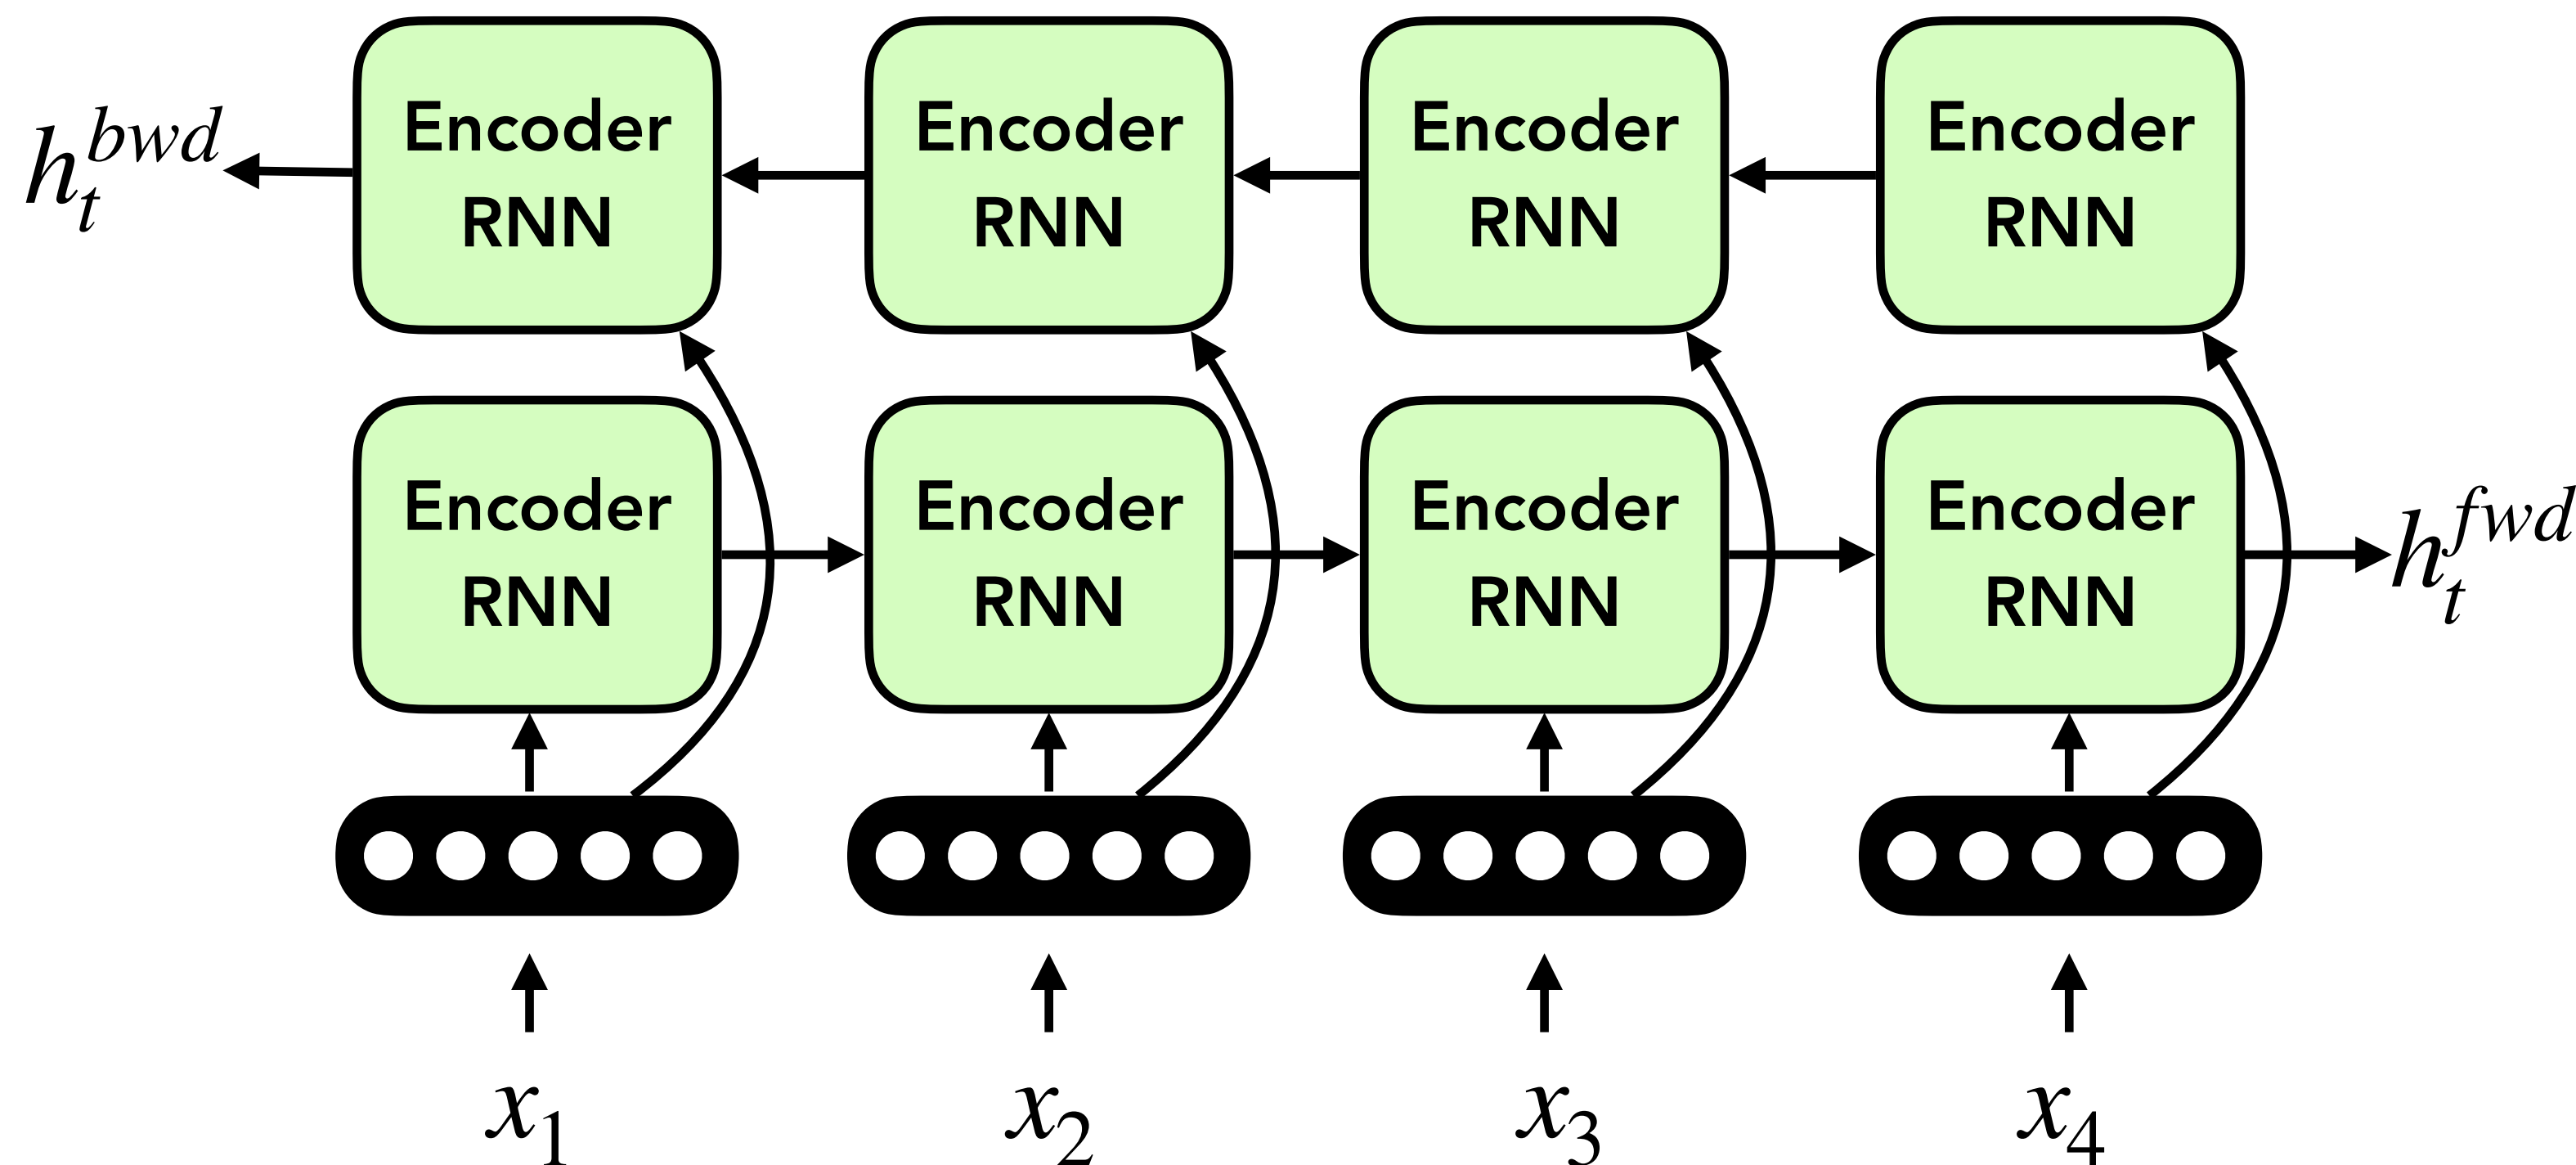 Encoder
RNN
Encoder
RNN
Encoder
RNN
Encoder
RNN
h_t^{bwd}
Encoder
RNN
Encoder
RNN
Encoder
RNN
Encoder
RNN
h_t^{fwd}
x_1
x_2
x_3
x_4